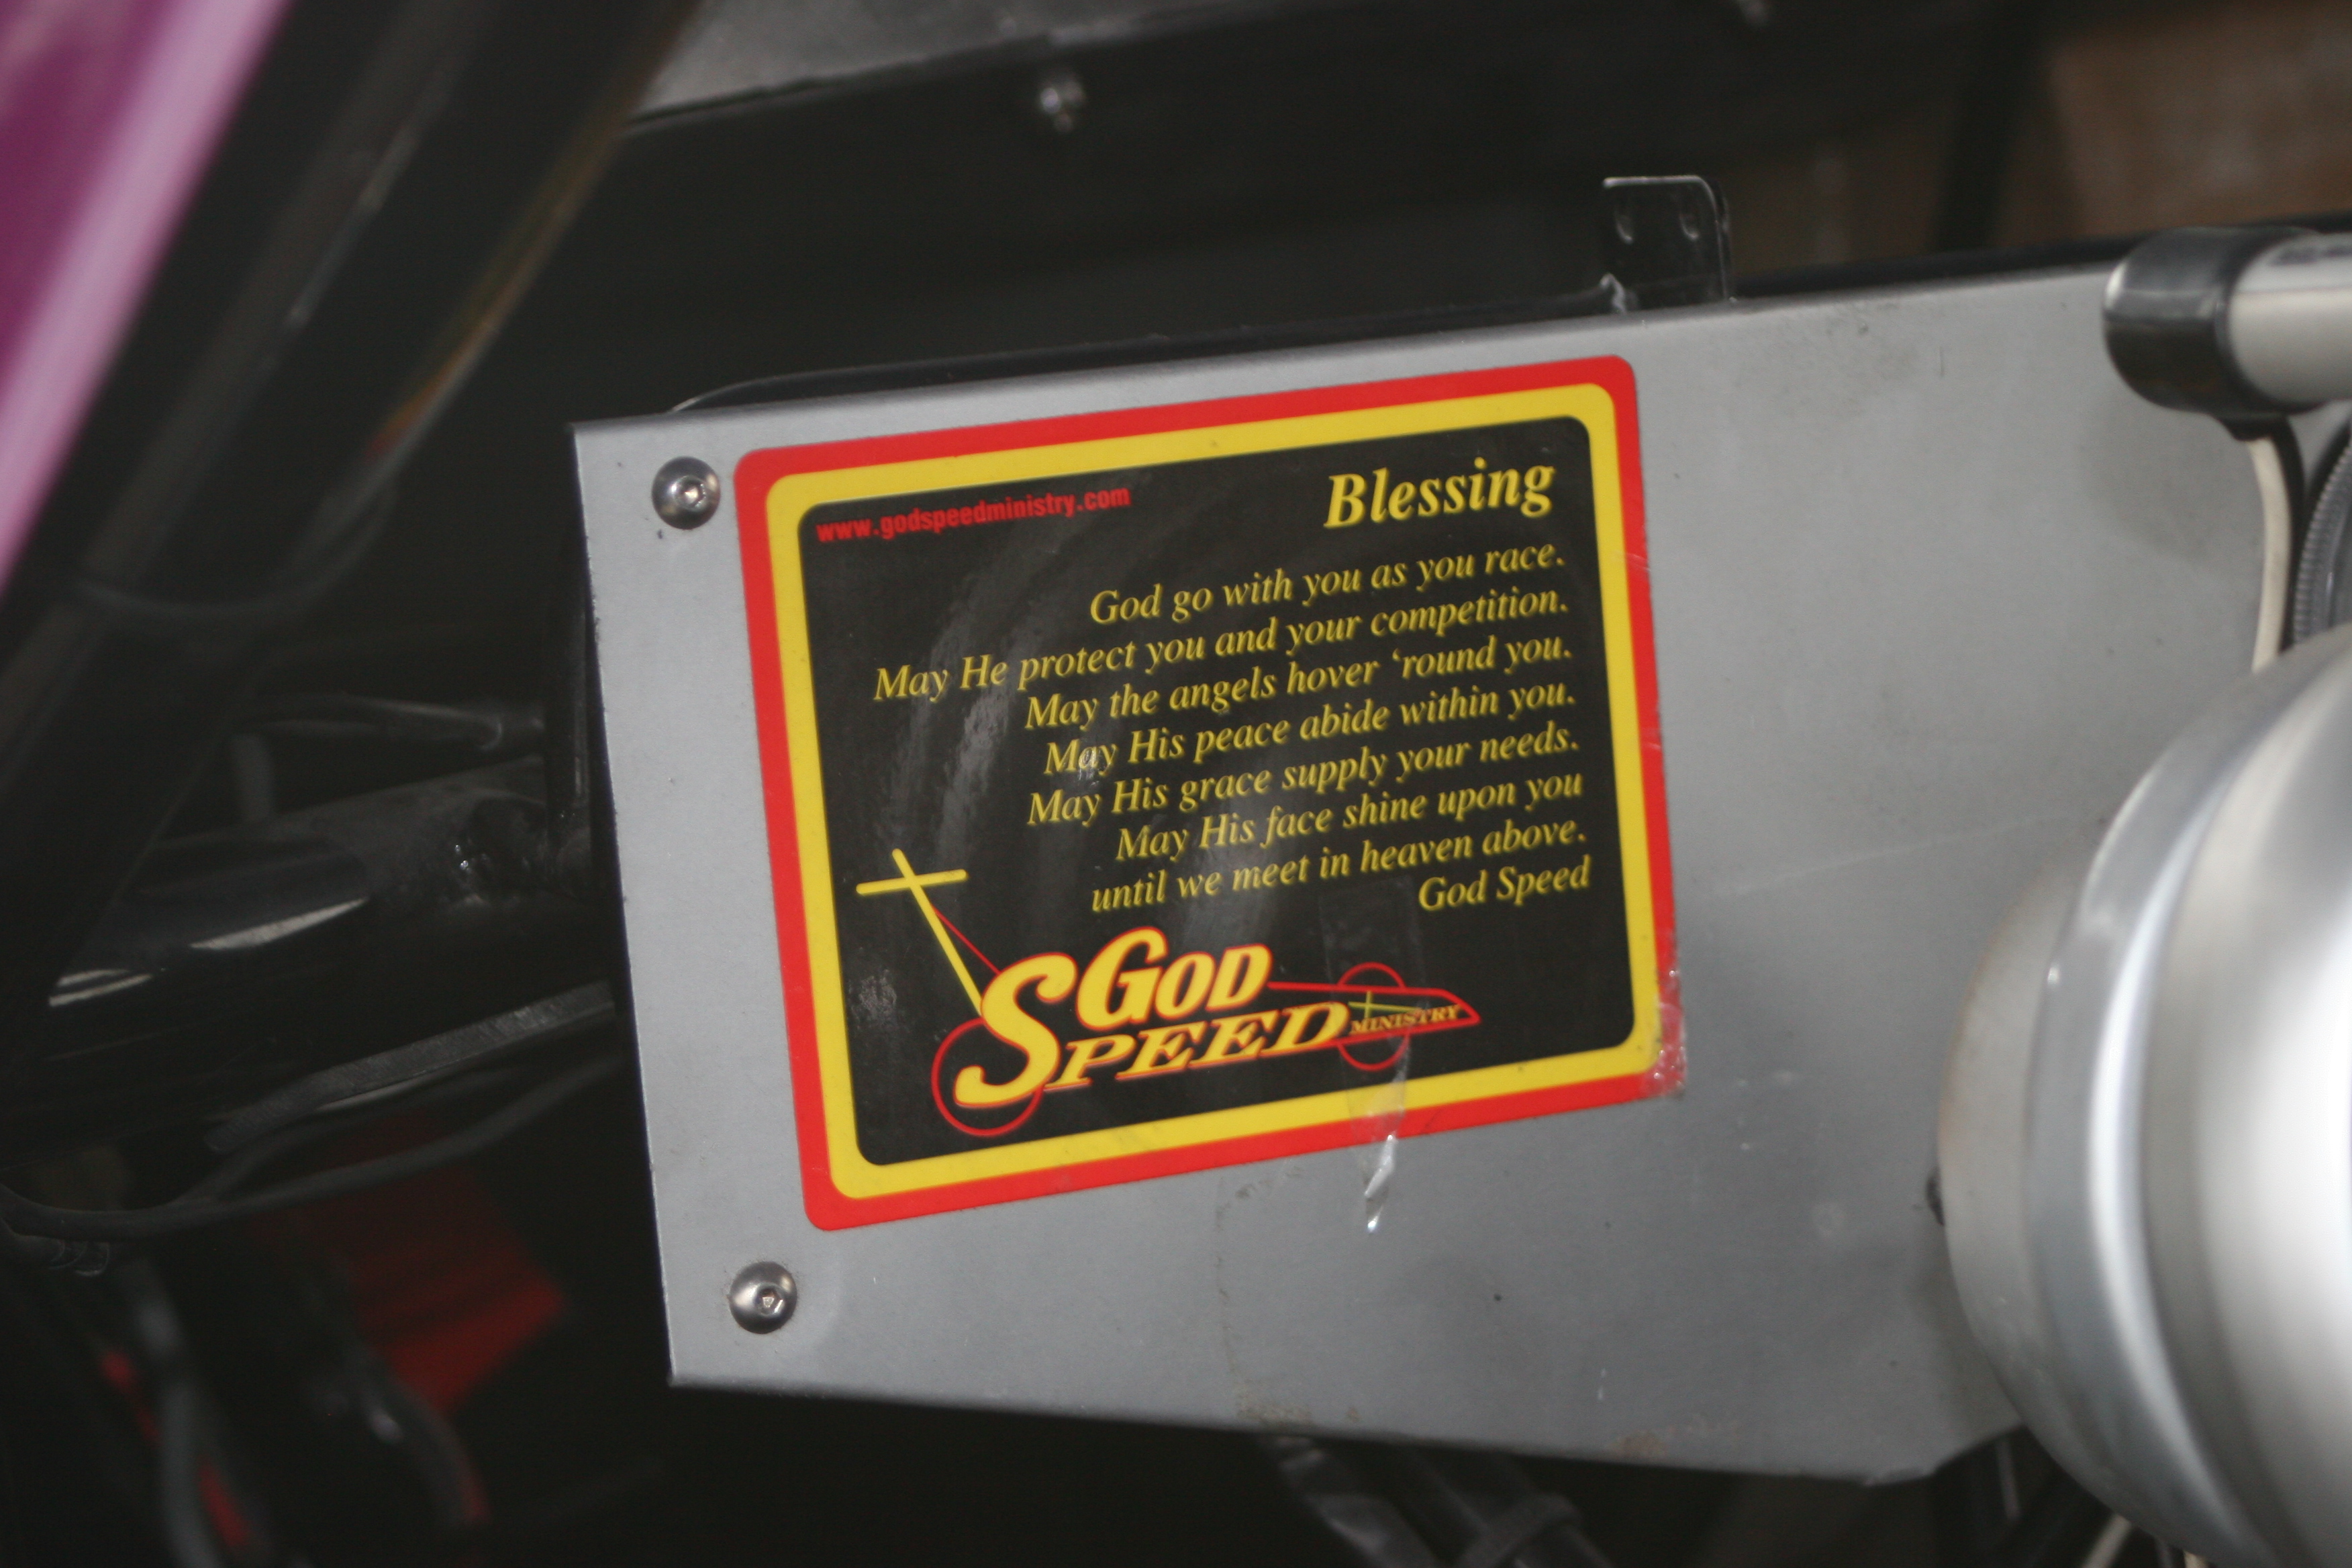 www.godspeedministry.com
Blessing
God go with you as you race.
May He protect you and your competition.
May the angels hover ‘round you.
May His peace abide within you.
May His grace supply your needs.
May His face shine upon you
until we meet in heaven above.
God Speed
GOD
SPEED MINISTRY